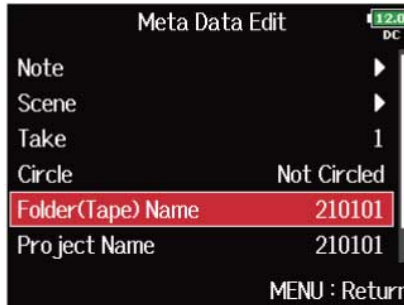 Meta Data Edit
12.0
DC
Note
Scene
Take 1
Circle Not Circled
Folder(Tape) Name 210101
Project Name 210101
MENU : Return